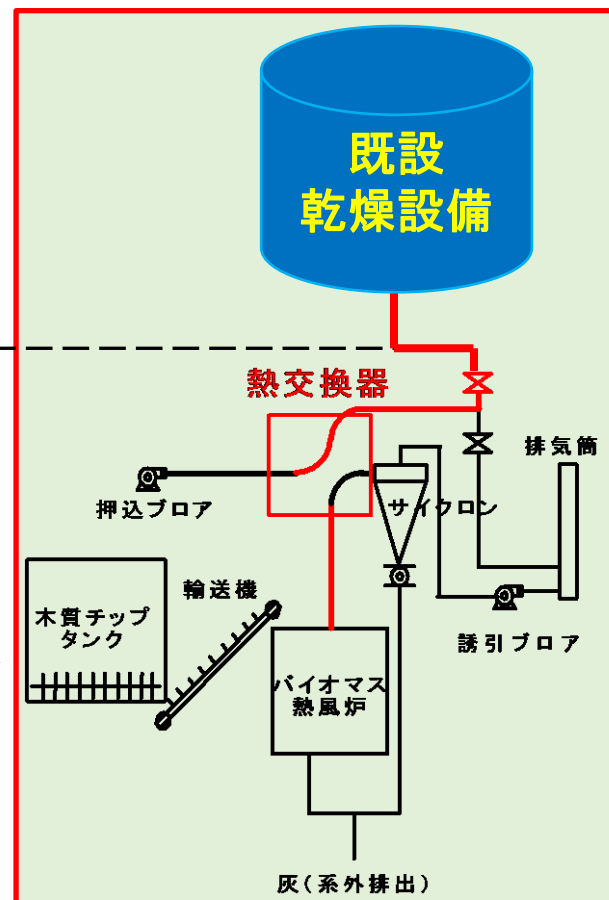 既設
乾燥設備
熱交換器
排気筒
押込ブロア
サイクロン
輸送機
木質チップ
タンク
誘引ブロア
バイオマス
熱風炉
灰(系外排出)